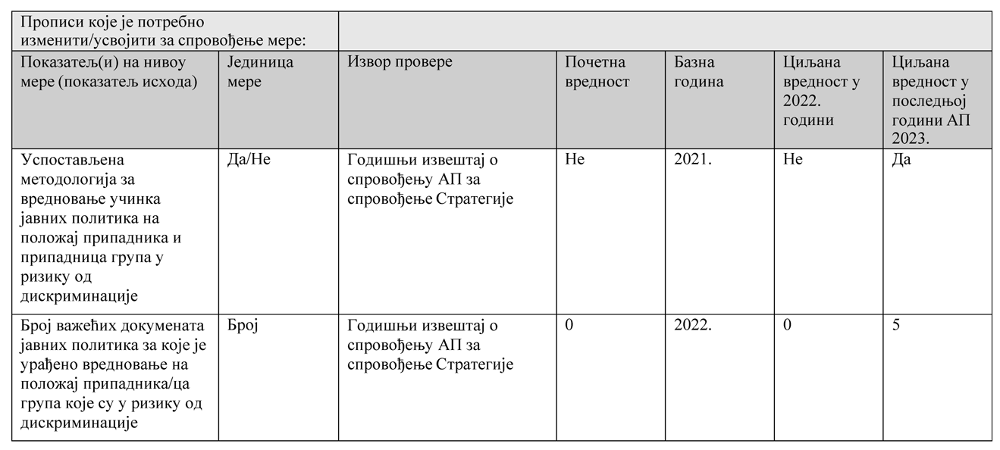 Прописи које је потребно
изменити/усвојити за спровођење мере:
Показатељ(и) на нивоу
мере (показатељ исхода)
Јединица
мере
Извор провере
Почетна
вредност
Базна
година
Циљана
вредност у
2022.
години
Циљана
вредност у
последњој
години АП
2023.
Успостављена
методологија за
вредновање учинка
јавних политика на
положај припадника и
припадница група у
ризику од
дискриминације
Да/Не
Годишњи извештај о
спровођењу АП за
спровођење Стратегије
Не
2021.
Не
Да
Број важећих докумената
јавних политика за које је
урађено вредновање на
положај припадника/ца
група које су у ризику од
дискриминације
Број
Годишњи извештај о
спровођењу АП за
спровођење Стратегије
0
2022.
0
5